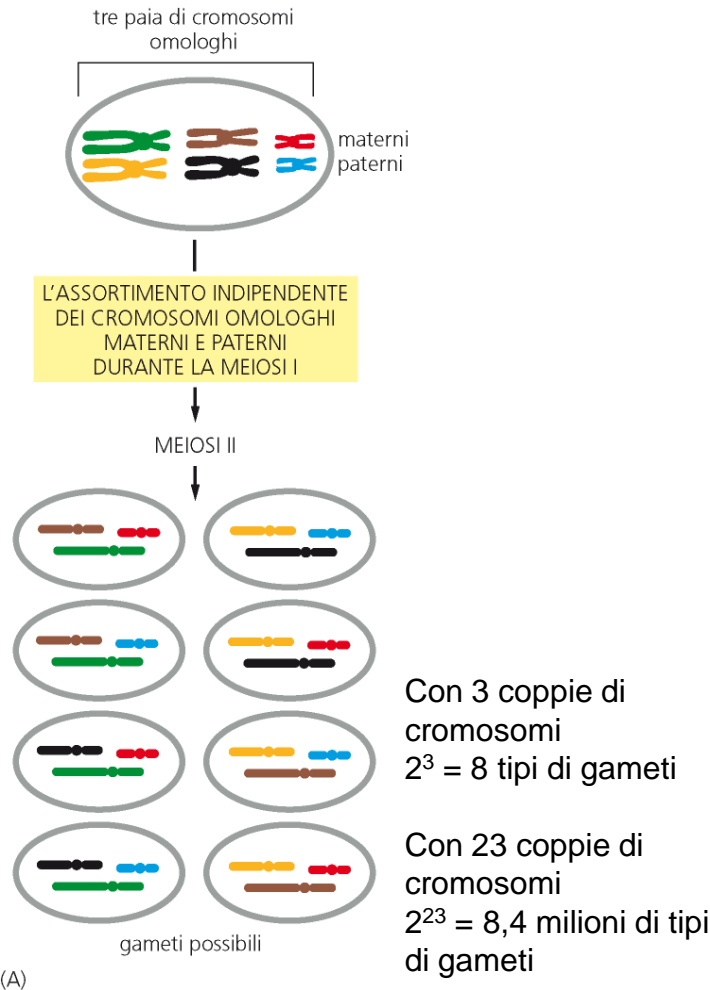 tre paia di cromosomi
omologhi
materni
paterni
L'ASSORTIMENTO INDIPENDENTE
DEI CROMOSOMI OMOLOGHI
MATERNI E PATERNI
DURANTE LA MEIOSI I
MEIOSI II
Con 3 coppie di
cromosomi
2³ = 8 tipi di gameti
Con 23 coppie di
cromosomi
2²³ = 8,4 milioni di tipi
di gameti
gameti possibili
(A)